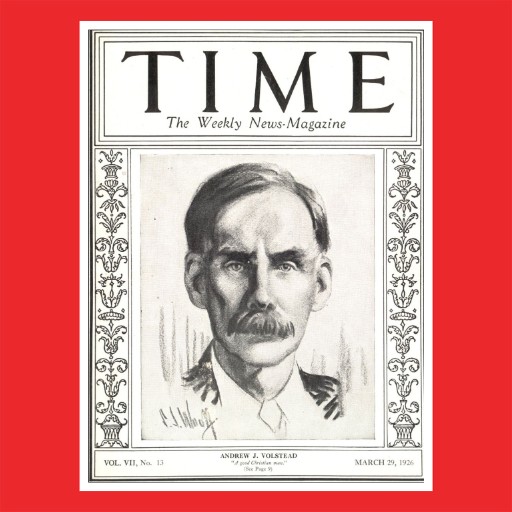 TIME
The Weekly News-Magazine
ANDREW J. VOLSTEAD
"A good Christian man."
(See Page 9)
VOL. VII, No. 13
MARCH 29, 1926